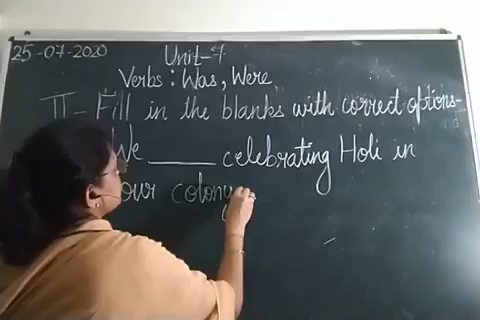 25-07-2020
Unit-7
Verbs : Was, Were
II- Fill in the blanks with correct options-
We ______ celebrating Holi in
our colony